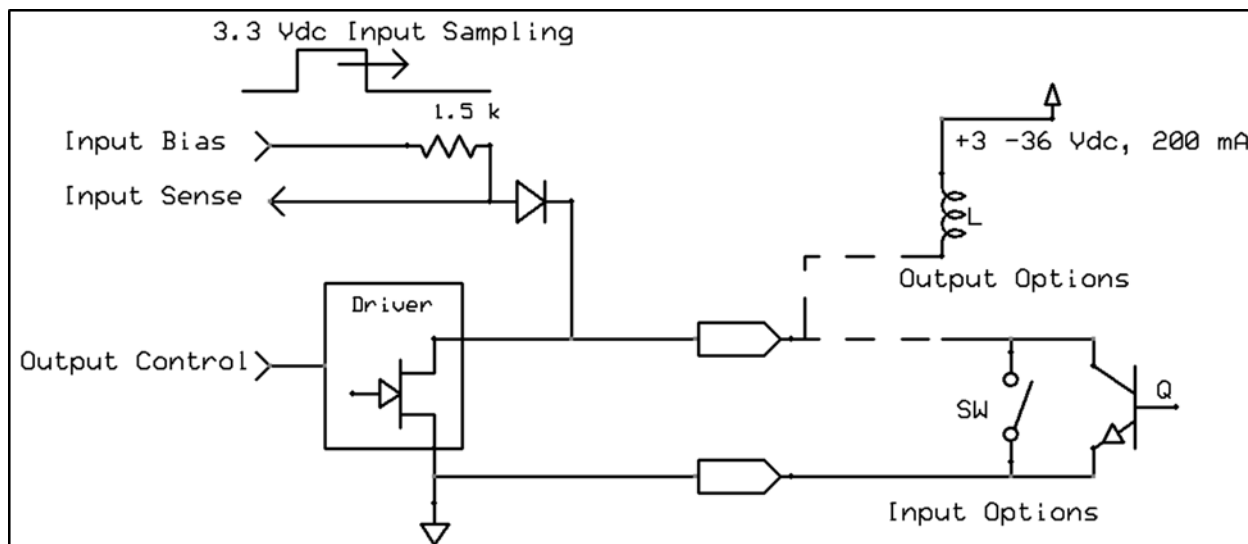 3.3 Vdc Input Sampling
1.5 k
Input Bias
+3 -36 Vdc, 200 mA
Input Sense
L
Output Options
Driver
Output Control
SW
Q
Input Options